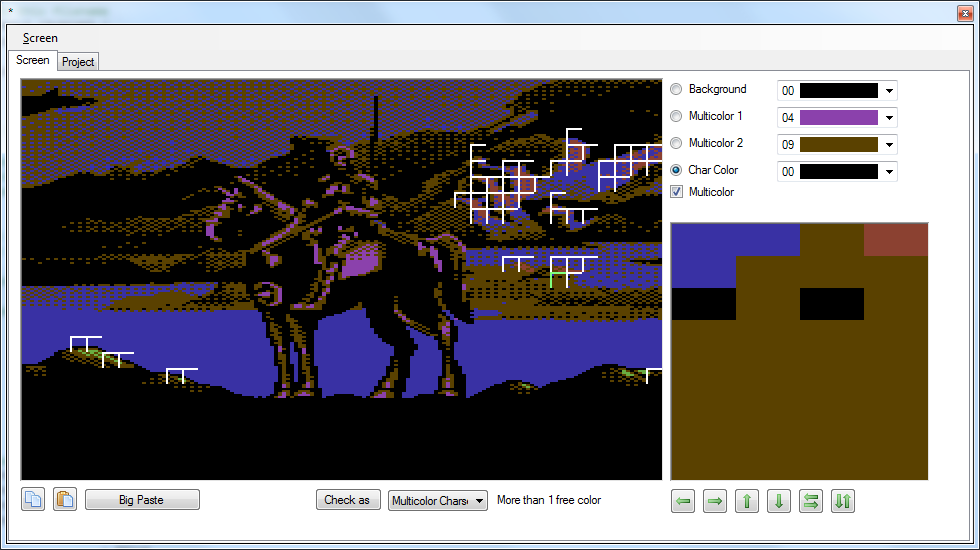 *
Screen
Screen
Project
Background
00
Multicolor 1
04
Multicolor 2
09
Char Color
00
Multicolor
Big Paste
Check as
Multicolor Chars
More than 1 free color